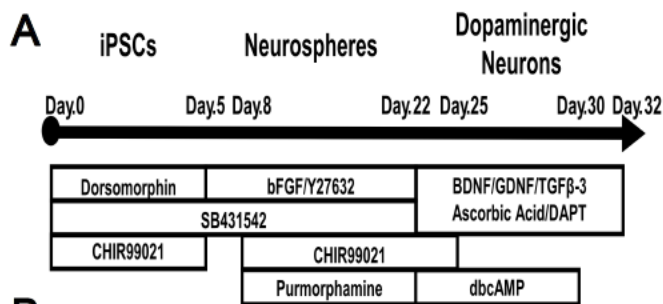 A
iPSCs
Neurospheres
Dopaminergic
Neurons
Day.0
Day.5
Day.8
Day.22
Day.25
Day.30
Day.32
Dorsomorphin
bFGF/Y27632
BDNF/GDNF/TGFβ-3
Ascorbic Acid/DAPT
SB431542
CHIR99021
CHIR99021
Purmorphamine
dbcAMP